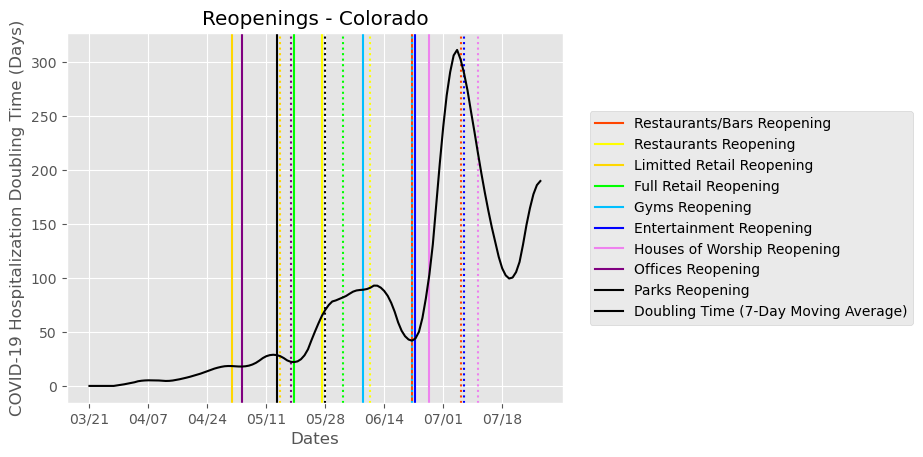 Reopenings - Colorado
COVID-19 Hospitalization Doubling Time (Days)
300
250
200
150
100
50
0
03/21 04/07 04/24 05/11 05/28 06/14 07/01 07/18
Dates
Restaurants/Bars Reopening
Restaurants Reopening
Limitted Retail Reopening
Full Retail Reopening
Gyms Reopening
Entertainment Reopening
Houses of Worship Reopening
Offices Reopening
Parks Reopening
Doubling Time (7-Day Moving Average)